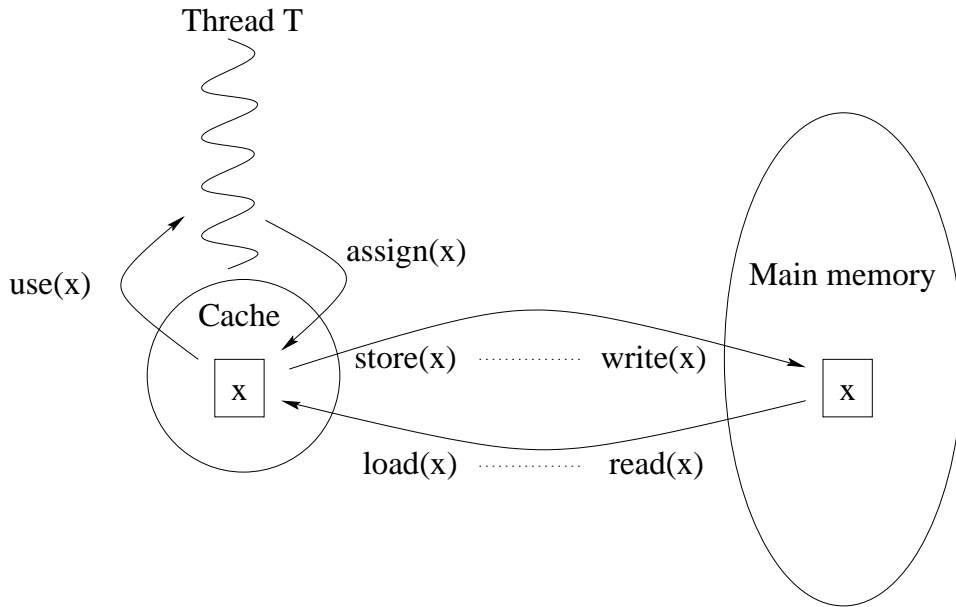 Thread T
assign(x)
use(x)
Cache
Main memory
store(x) write(x)
x
x
load(x) read(x)